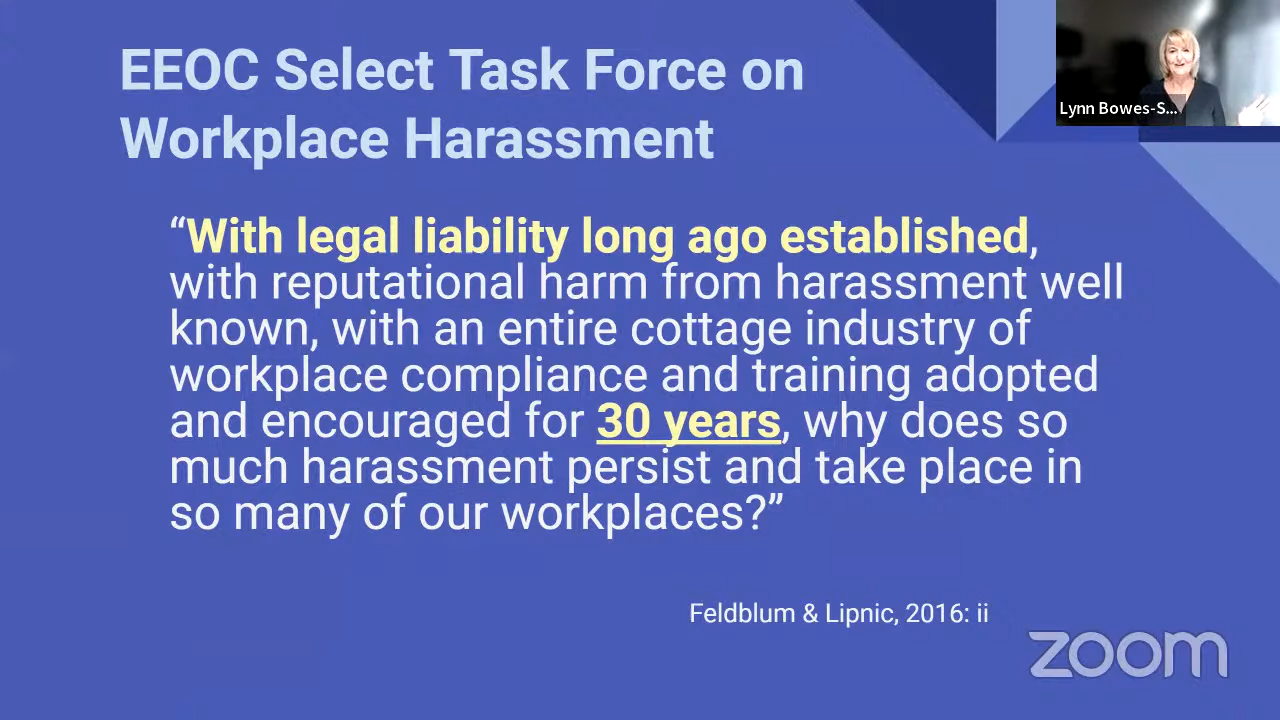 EEOC Select Task Force on
Workplace Harassment
Lynn Bowes-S...
“With legal liability long ago established,
with reputational harm from harassment well
known, with an entire cottage industry of
workplace compliance and training adopted
and encouraged for 30 years, why does so
much harassment persist and take place in
so many of our workplaces?”
Feldblum & Lipnic, 2016: ii
zoom